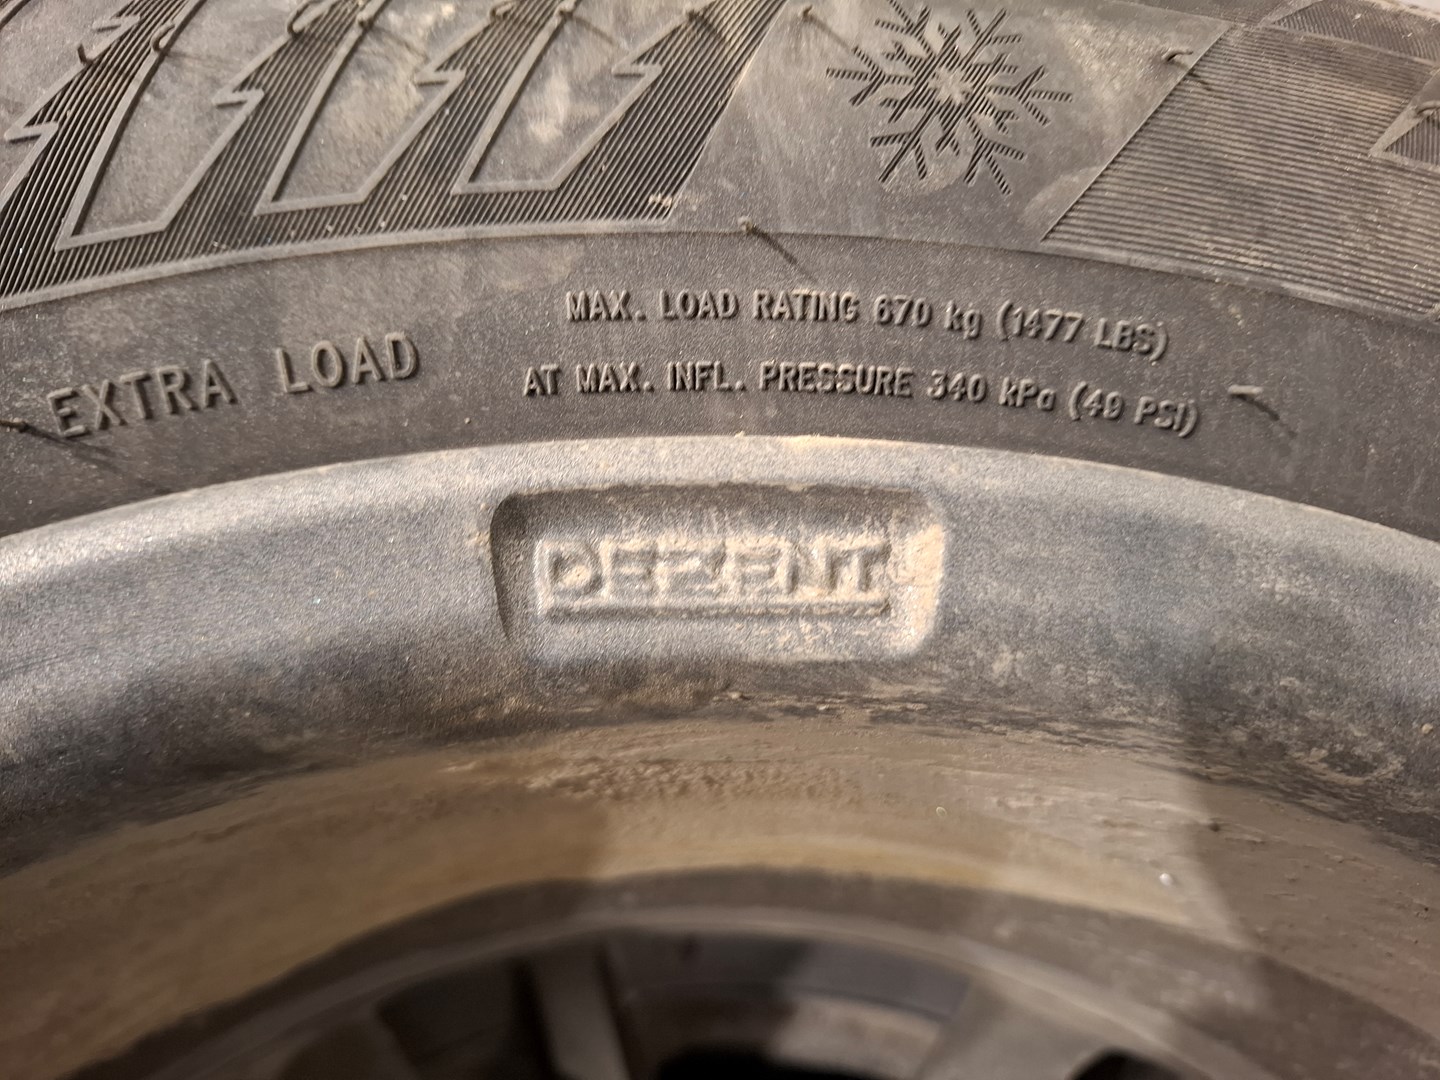 MAX. LOAD RATING 670 kg (1477 LBS)
EXTRA LOAD
AT MAX. INFL. PRESSURE 340 kPa (49 PSI)
DEZENT